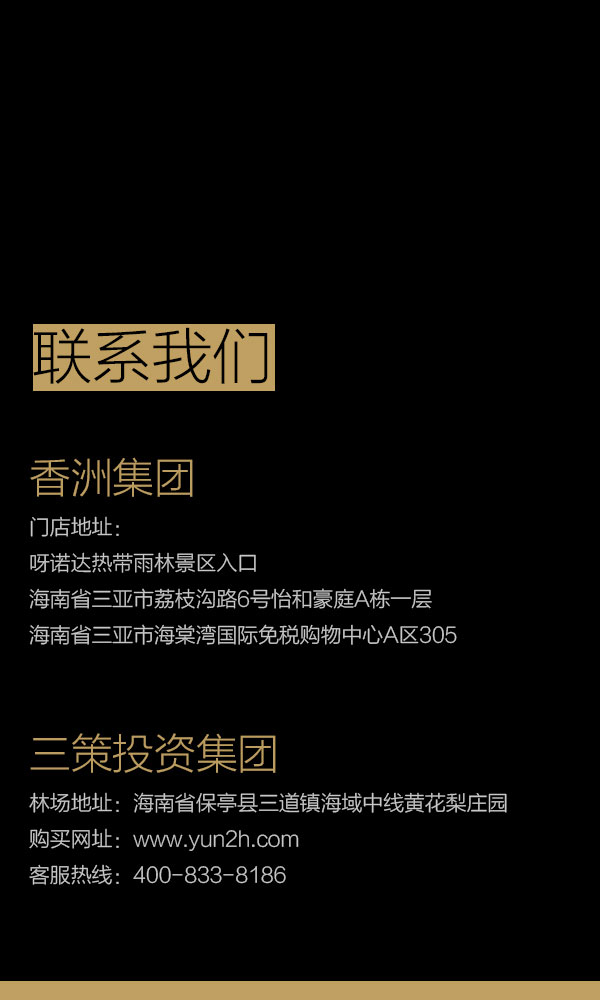 联系我们
香洲集团
门店地址：
呀诺达热带雨林景区入口
海南省三亚市荔枝沟路6号怡和豪庭A栋一层
海南省三亚市海棠湾国际免税购物中心A区305
三策投资集团
林场地址：海南省保亭县三道镇海域中线黄花梨庄园
购买网址：www.yun2h.com
客服热线：400-833-8186